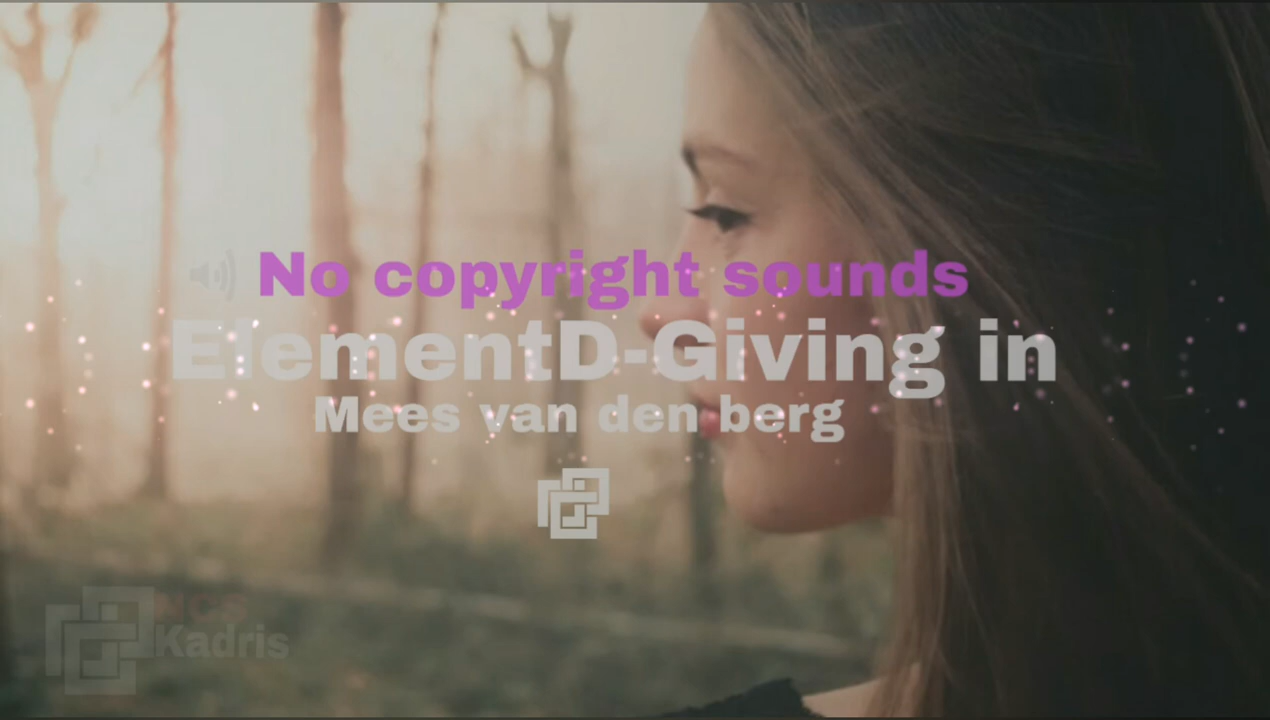 No copyright sounds
ElementD-Giving in
Mees van den berg
NCS
Kadris